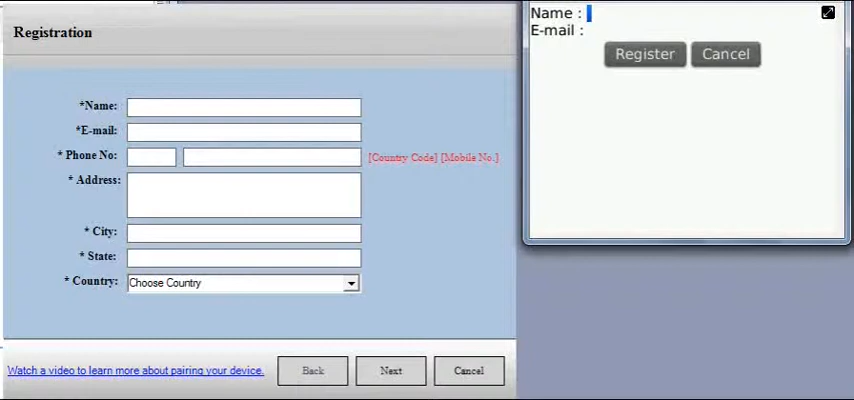 Registration
*Name:
*E-mail:
* Phone No:
[Country Code] [Mobile No.]
* Address:
* City:
* State:
* Country:
Choose Country
Watch a video to learn more about pairing your device.
Back
Next
Cancel
Name :
E-mail :
Register
Cancel